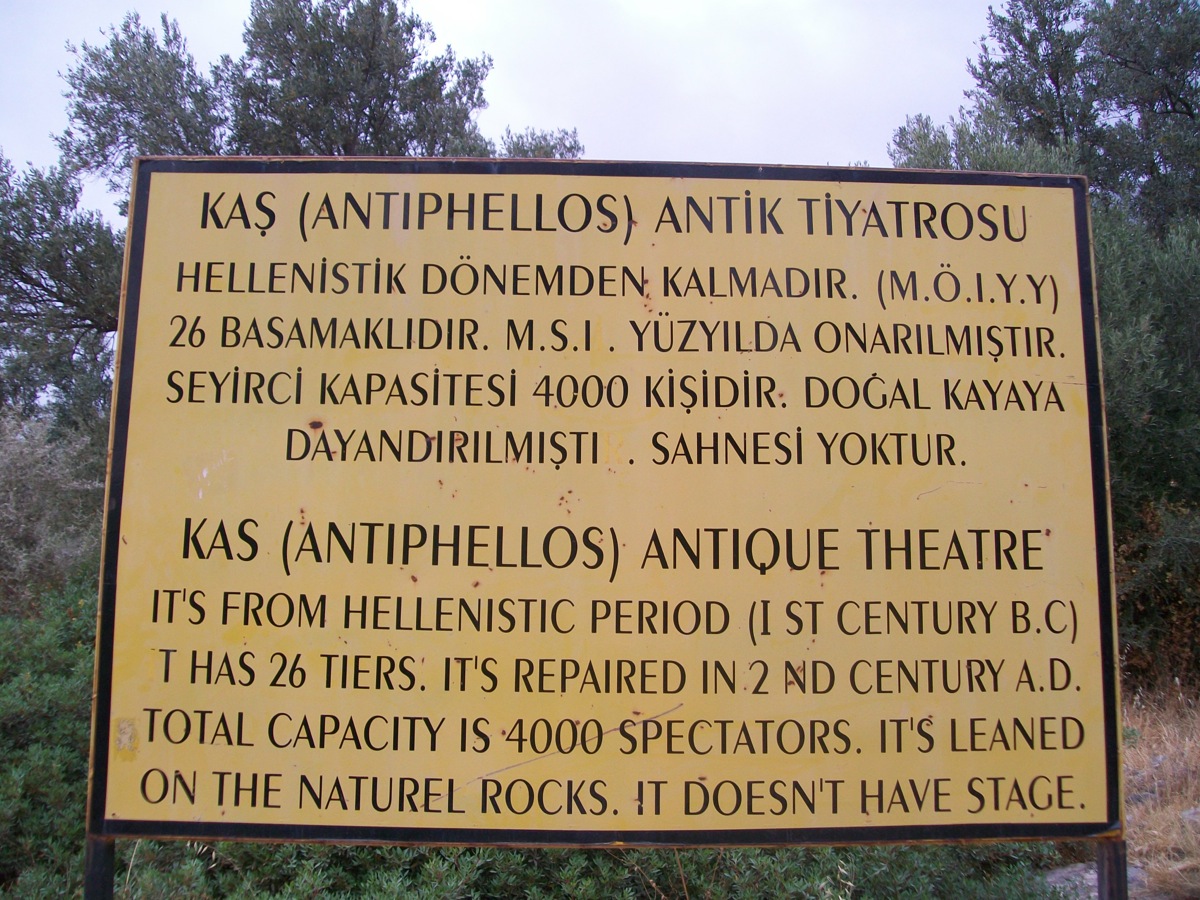 KAŞ (ANTIPHELLOS) ANTİK TİYATROSU
HELLENİSTİK DÖNEMDEN KALMADIR. (M.Ö.I.Y.Y)
26 BASAMAKLIDIR. M.S.I . YÜZYILDA ONARILMIŞTIR.
SEYİRCİ KAPASİTESİ 4000 KİŞİDİR. DOĞAL KAYAYA
DAYANDIRILMIŞTI . SAHNESİ YOKTUR.
KAS (ANTIPHELLOS) ANTIQUE THEATRE
IT'S FROM HELLENISTIC PERIOD (I ST CENTURY B.C)
T HAS 26 TIERS. IT'S REPAIRED IN 2 ND CENTURY A.D.
TOTAL CAPACITY IS 4000 SPECTATORS. IT'S LEANED
ON THE NATUREL ROCKS. IT DOESN'T HAVE STAGE.